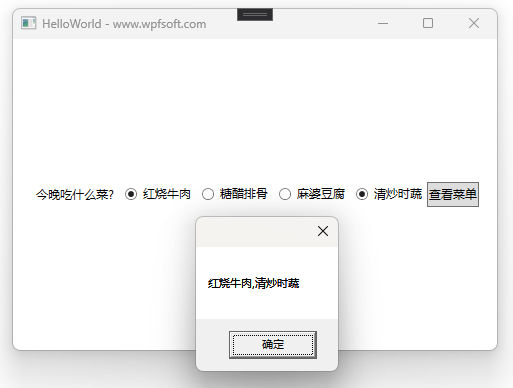 HelloWorld - www.wpfsoft.com
今晚吃什么菜? 红烧牛肉 糖醋排骨 麻婆豆腐 清炒时蔬 查看菜单
红烧牛肉,清炒时蔬
确定